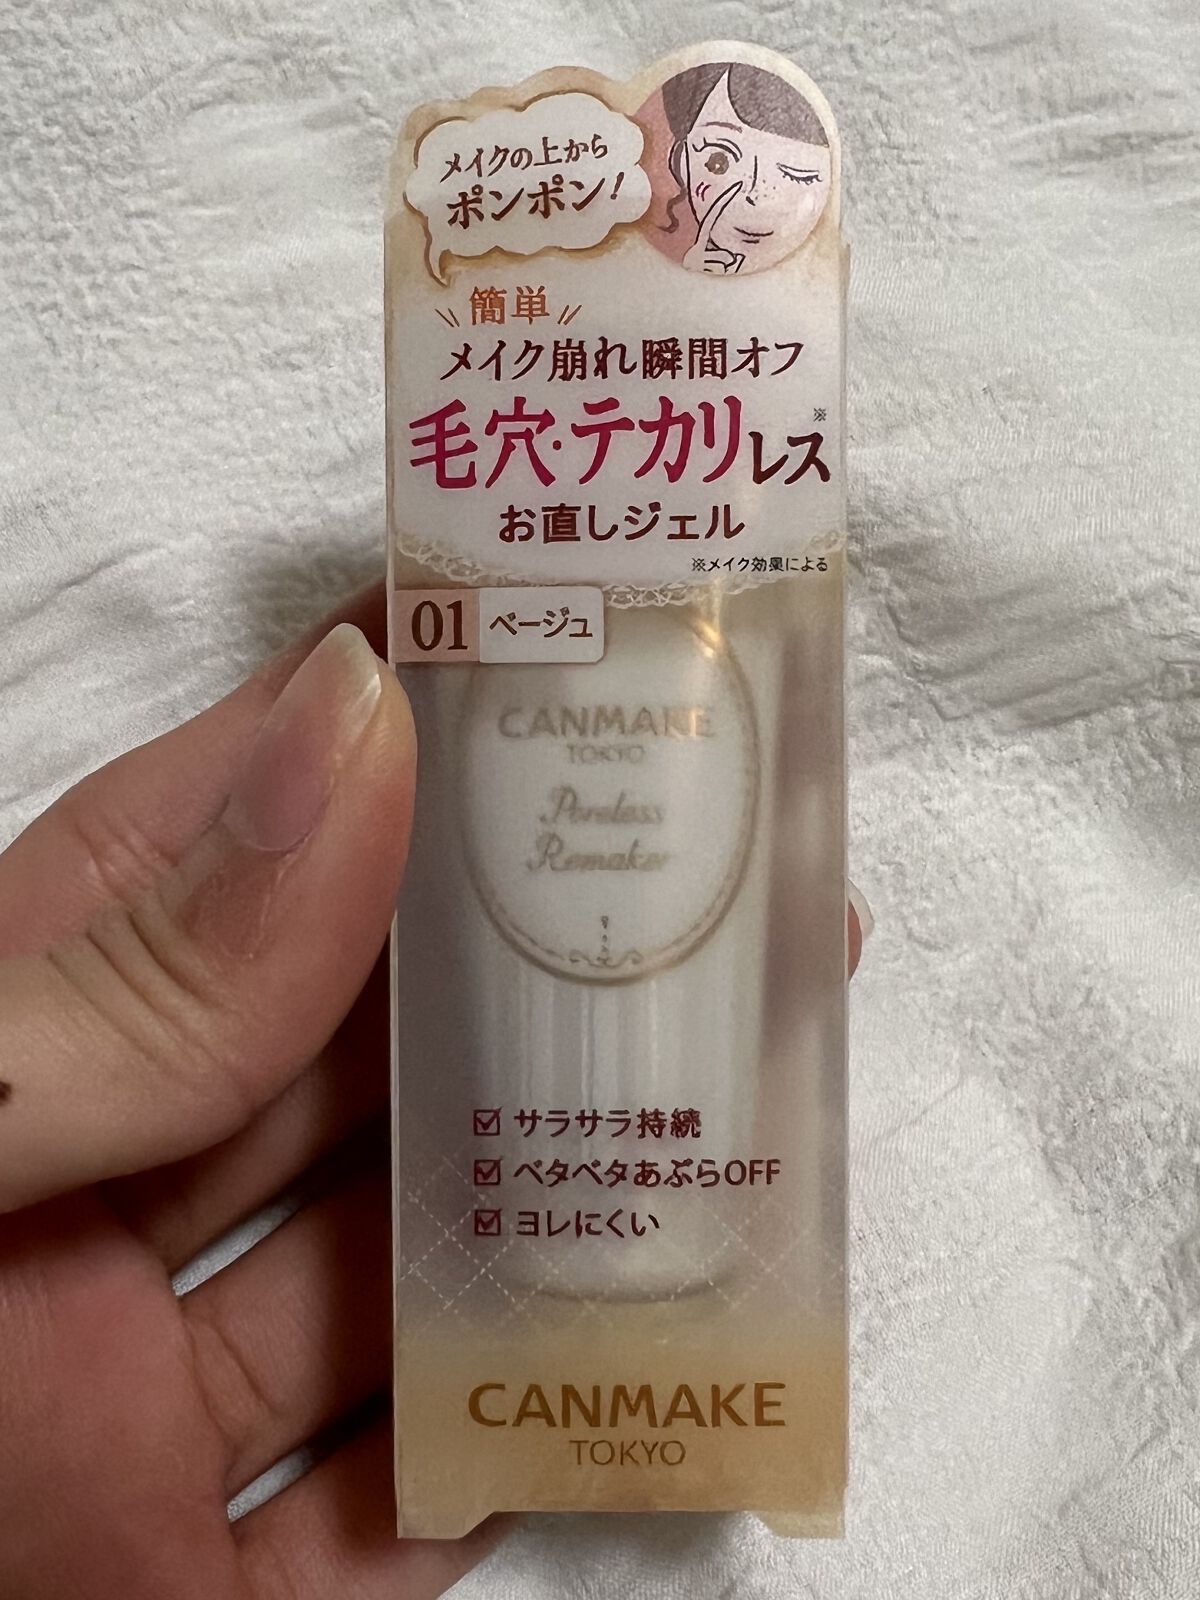 メイクの上から
ポンポン!
簡単
メイク崩れ瞬間オフ
毛穴・テカリレス※
お直しジェル
※メイク効果による
01 ベージュ
CANMAKE
TOKYO
Poreless
Remaker
サラサラ持続
ベタベタあぶらOFF
ヨレにくい
CANMAKE
TOKYO